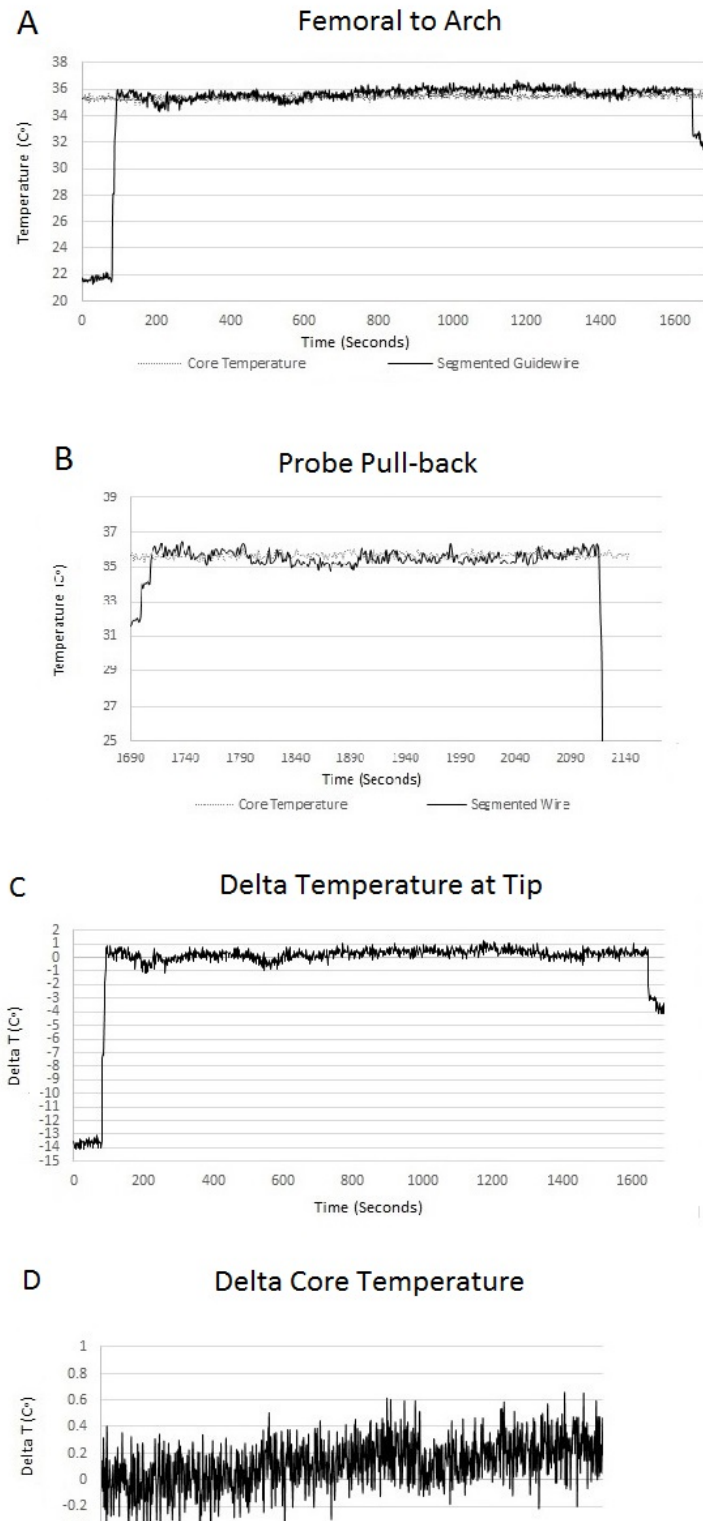 A
Femoral to Arch
Temperature (Cº)
38
36
34
32
30
28
26
24
22
20
0 200 400 600 800 1000 1200 1400 1600
Time (Seconds)
Core Temperature Segmented Guidewire
B
Probe Pull-back
Temperature (Cº)
39
37
35
33
31
29
27
25
1690 1740 1790 1840 1890 1940 1990 2040 2090 2140
Time (Seconds)
Core Temperature Segmented Wire
C
Delta Temperature at Tip
Delta T (Cº)
2
1
0
-1
-2
-3
-4
-5
-6
-7
-8
-9
-10
-11
-12
-13
-14
-15
0 200 400 600 800 1000 1200 1400 1600
Time (Seconds)
D
Delta Core Temperature
Delta T (Cº)
1
0.8
0.6
0.4
0.2
0
-0.2